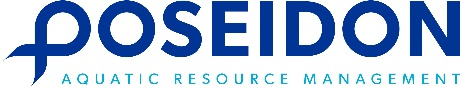 POSEIDON
AQUATIC RESOURCE MANAGEMENT